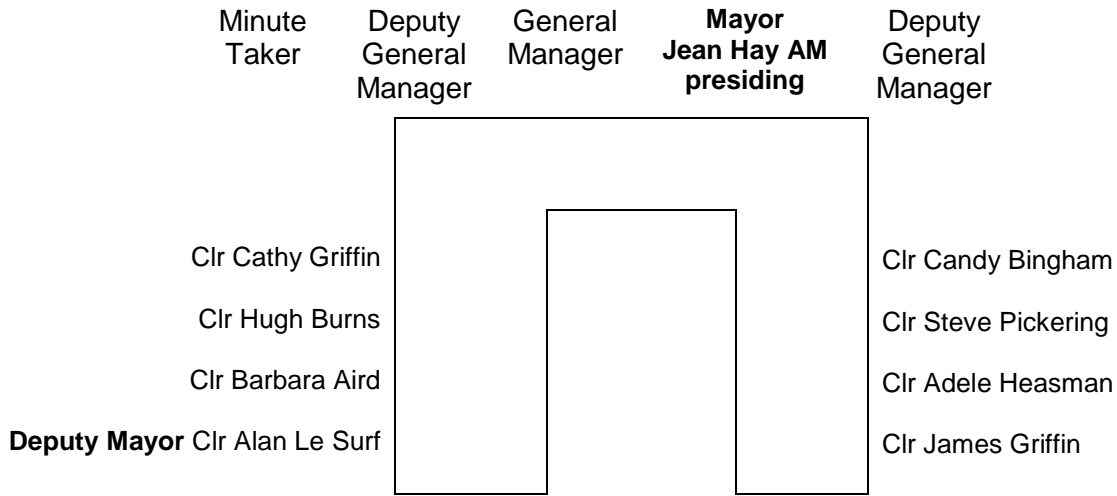 Minute
Taker
Deputy
General
Manager
General
Manager
Mayor
Jean Hay AM
presiding
Deputy
General
Manager
Clr Cathy Griffin
Clr Candy Bingham
Clr Hugh Burns
Clr Steve Pickering
Clr Barbara Aird
Clr Adele Heasman
Deputy Mayor Clr Alan Le Surf
Clr James Griffin